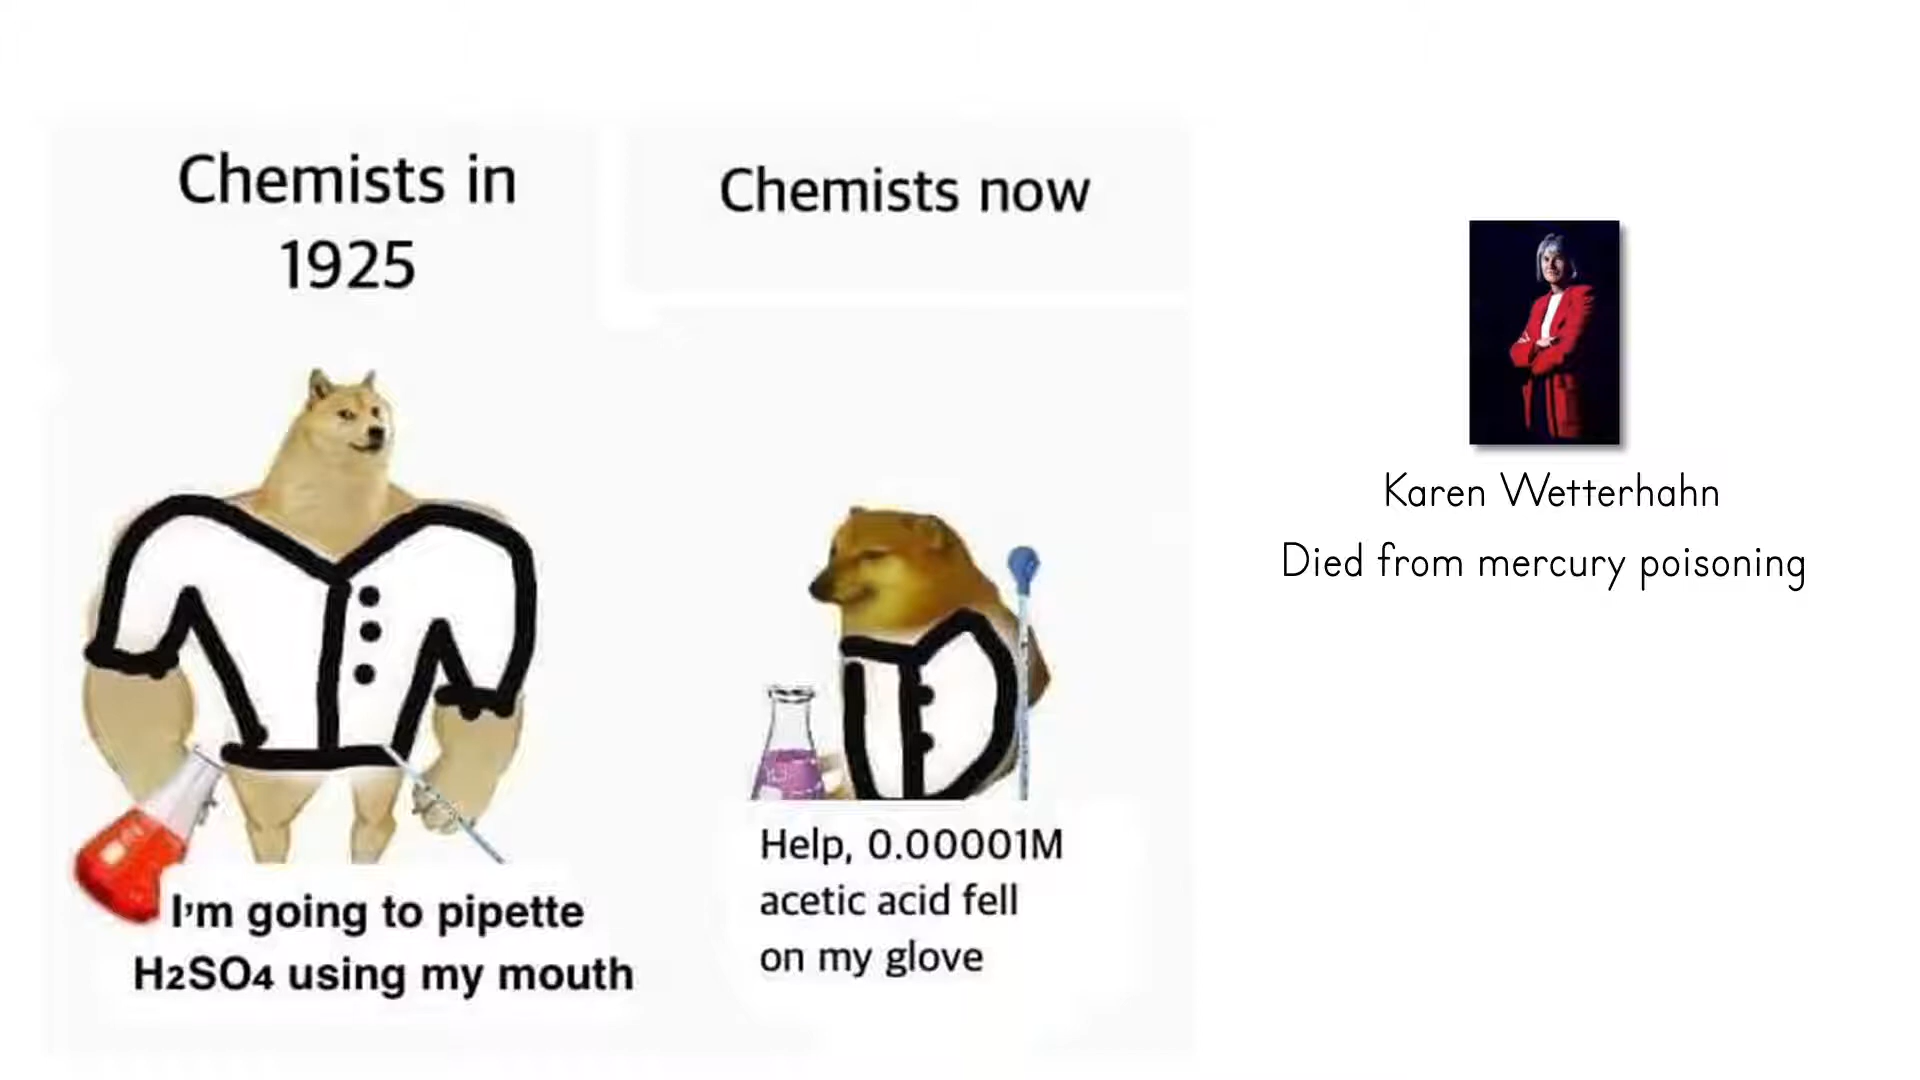 Chemists in
1925
I'm going to pipette
H2SO4 using my mouth
Chemists now
Help, 0.00001M
acetic acid fell
on my glove
Karen Wetterhahn
Died from mercury poisoning